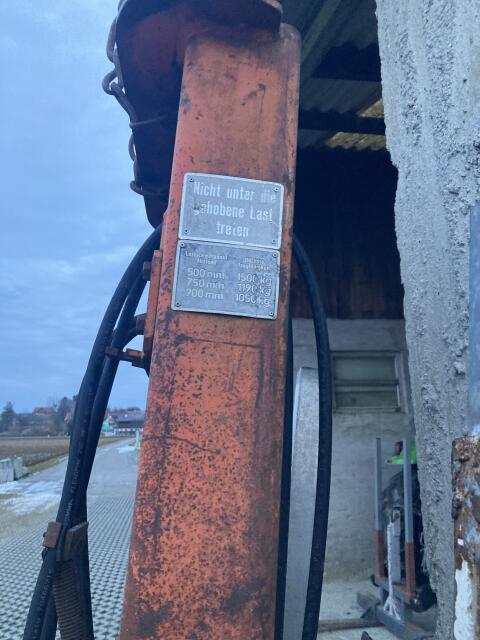 Nicht unter die
gehobene Last
treten
500 mm 1500 kg
750 mm 1190 kg
900 mm 1050 kg